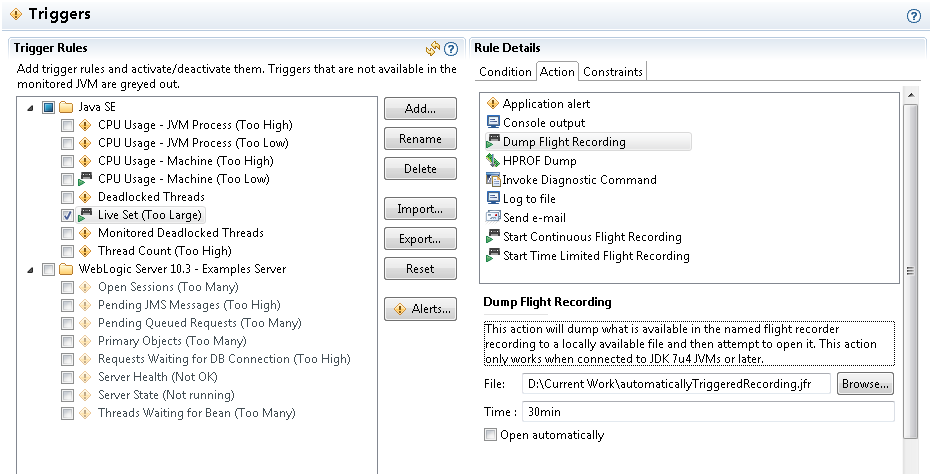 Triggers
Trigger Rules
Add trigger rules and activate/deactivate them. Triggers that are not available in the
monitored JVM are greyed out.
Java SE
CPU Usage - JVM Process (Too High)
CPU Usage - JVM Process (Too Low)
CPU Usage - Machine (Too High)
CPU Usage - Machine (Too Low)
Deadlocked Threads
Live Set (Too Large)
Monitored Deadlocked Threads
Thread Count (Too High)
WebLogic Server 10.3 - Examples Server
Open Sessions (Too Many)
Pending JMS Messages (Too High)
Pending Queued Requests (Too Many)
Primary Objects (Too Many)
Requests Waiting for DB Connection (Too High)
Server Health (Not OK)
Server State (Not running)
Threads Waiting for Bean (Too Many)
Add...
Rename
Delete
Import...
Export...
Reset
Alerts...
Rule Details
Condition Action Constraints
Application alert
Console output
Dump Flight Recording
HPROF Dump
Invoke Diagnostic Command
Log to file
Send e-mail
Start Continuous Flight Recording
Start Time Limited Flight Recording
Dump Flight Recording
This action will dump what is available in the named flight recorder
recording to a locally available file and then attempt to open it. This action
only works when connected to JDK 7u4 JVMs or later.
File: D:\Current Work\automaticallyTriggeredRecording.jfr Browse...
Time : 30min
Open automatically